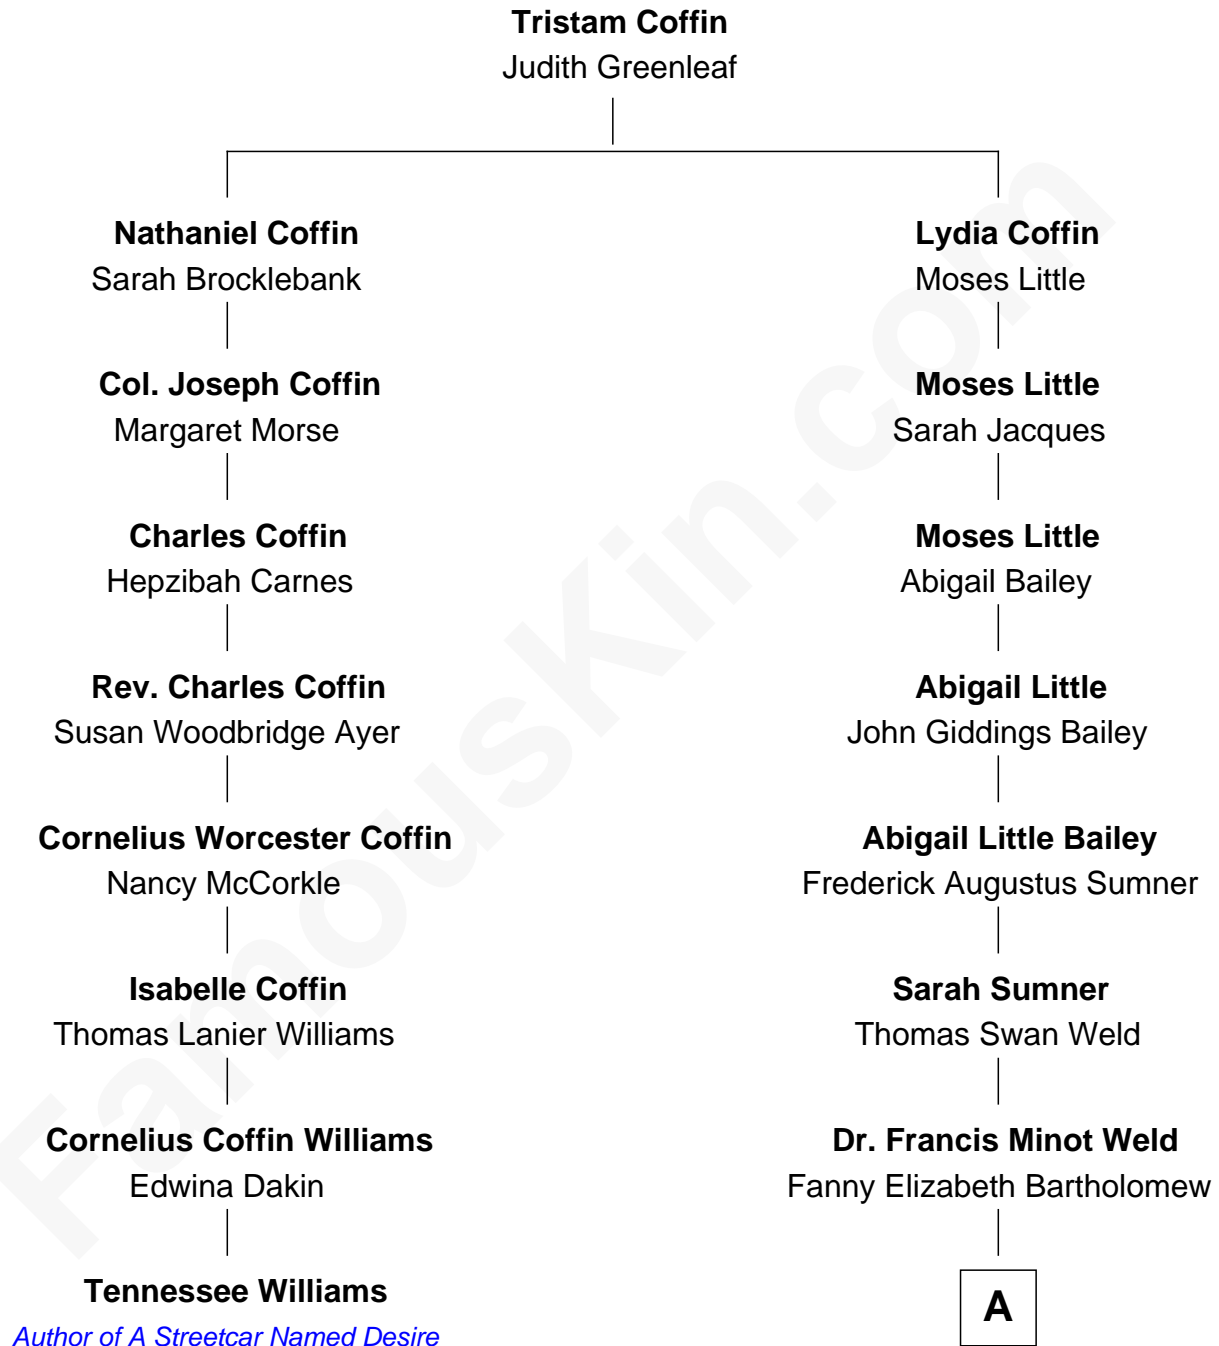 Tristam Coffin
Judith Greenleaf
Nathaniel Coffin
Sarah Brocklebank
Lydia Coffin
Moses Little
Col. Joseph Coffin
Margaret Morse
Moses Little
Sarah Jacques
Charles Coffin
Hepzibah Carnes
Moses Little
Abigail Bailey
Rev. Charles Coffin
Susan Woodbridge Ayer
Abigail Little
John Giddings Bailey
Cornelius Worcester Coffin
Nancy McCorkle
Abigail Little Bailey
Frederick Augustus Sumner
Isabelle Coffin
Thomas Lanier Williams
Sarah Sumner
Thomas Swan Weld
Cornelius Coffin Williams
Edwina Dakin
Dr. Francis Minot Weld
Fanny Elizabeth Bartholomew
Tennessee Williams
Author of A Streetcar Named Desire
A
FamousKin.com